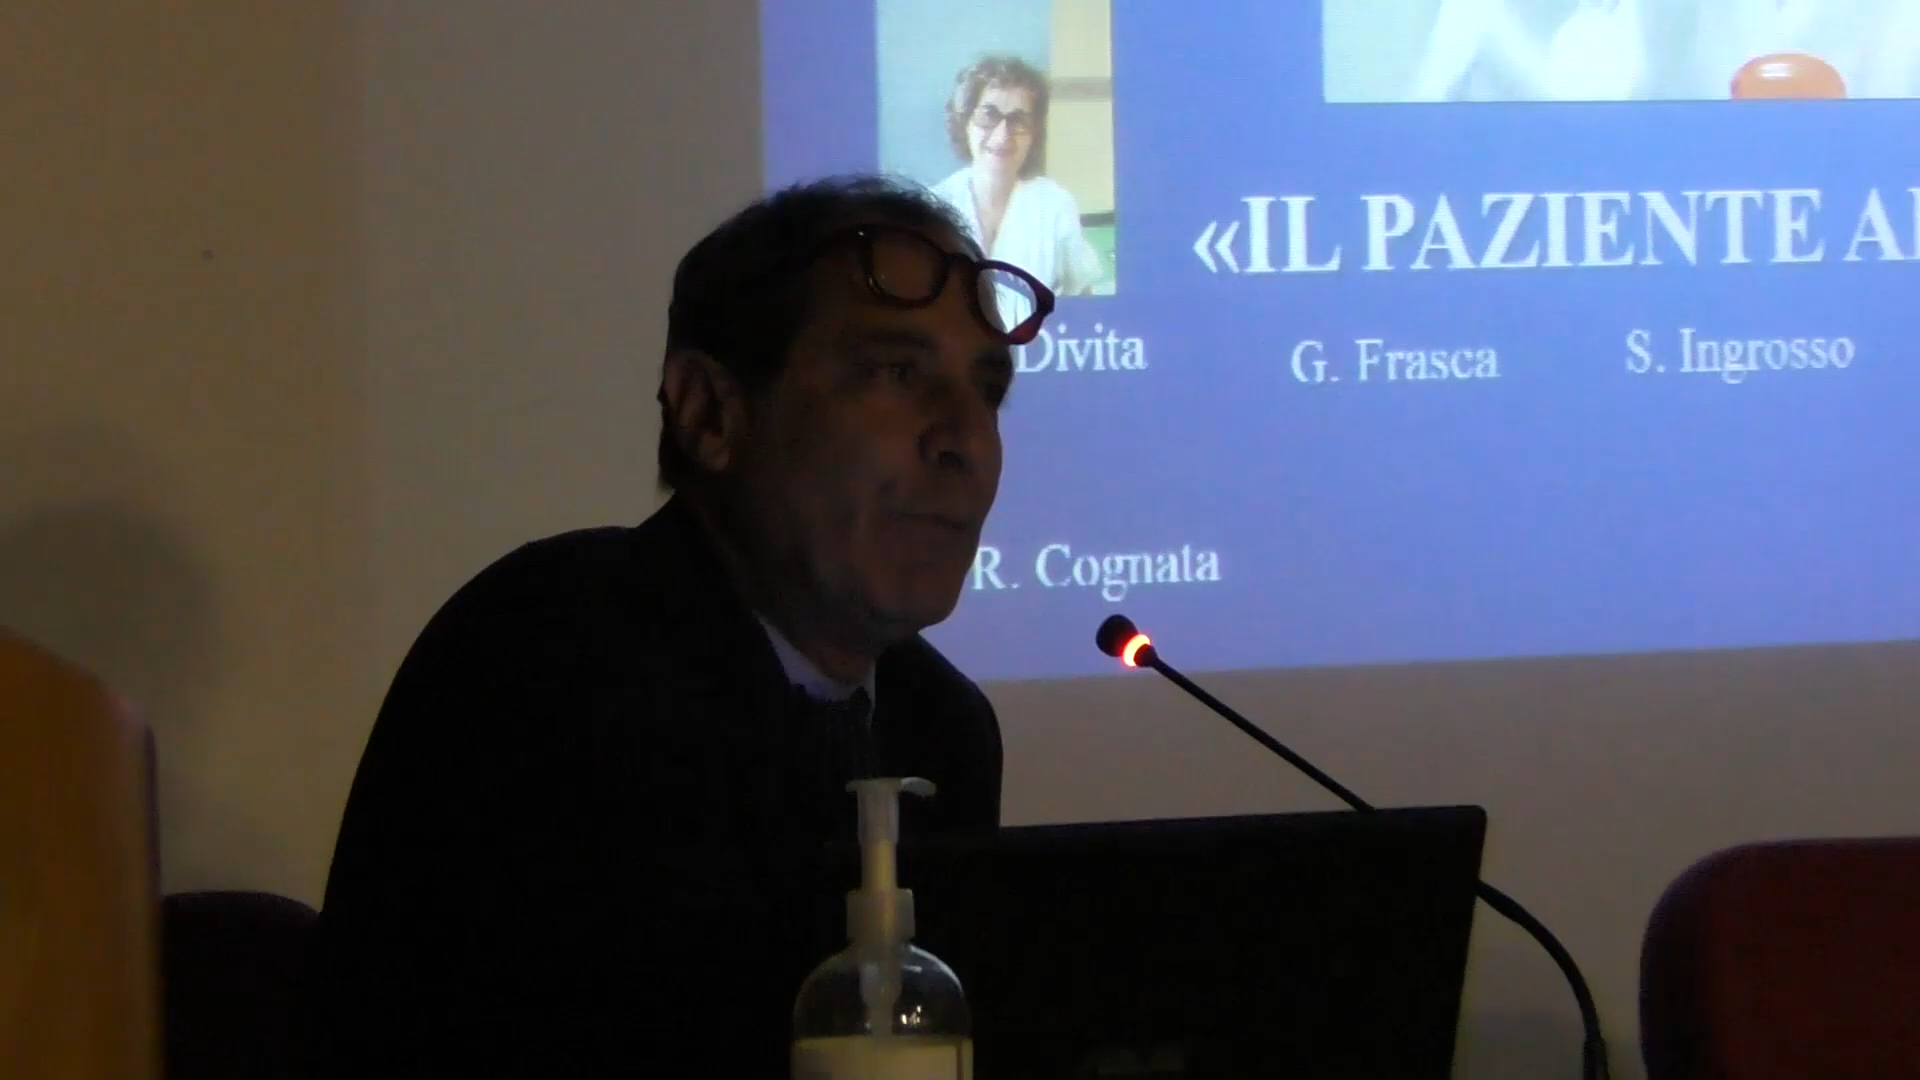 «IL PAZIENTE
Divita G. Frasca S. Ingrosso
R. Cognata